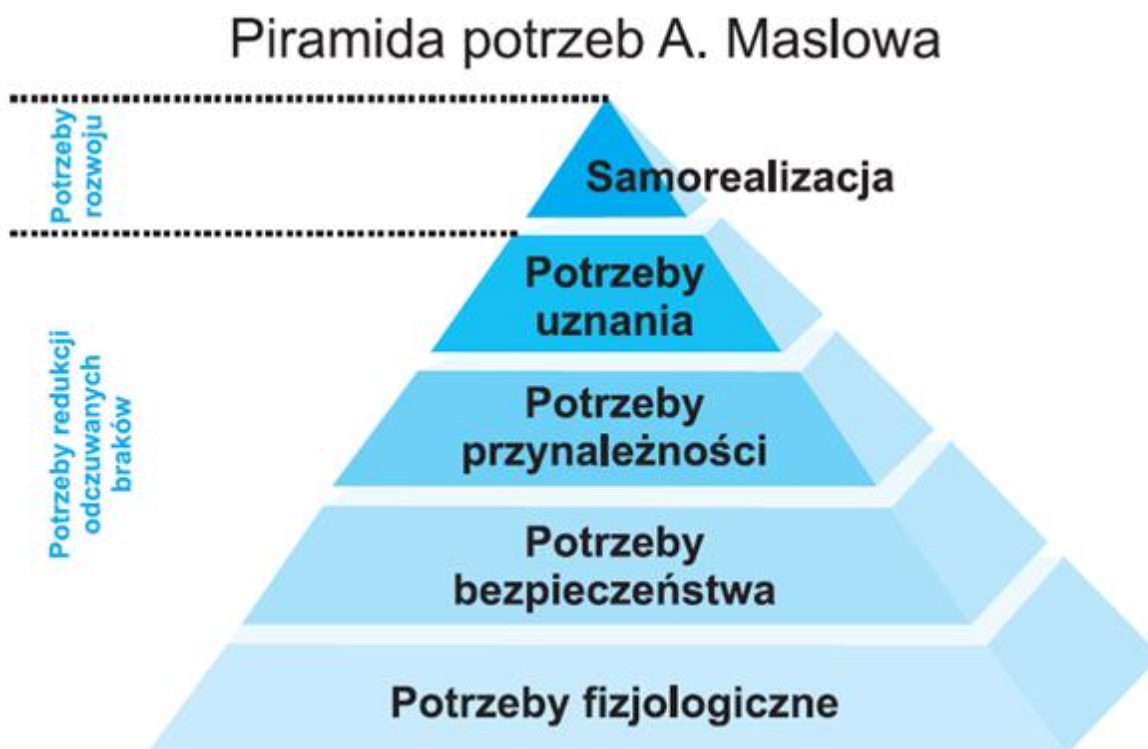 Piramida potrzeb A. Maslowa
Potrzeby
rozwoju
Samorealizacja
Potrzeby
uznania
Potrzeby redukcji
odczuwanych
braków
Potrzeby
przynależności
Potrzeby
bezpieczeństwa
Potrzeby fizjologiczne